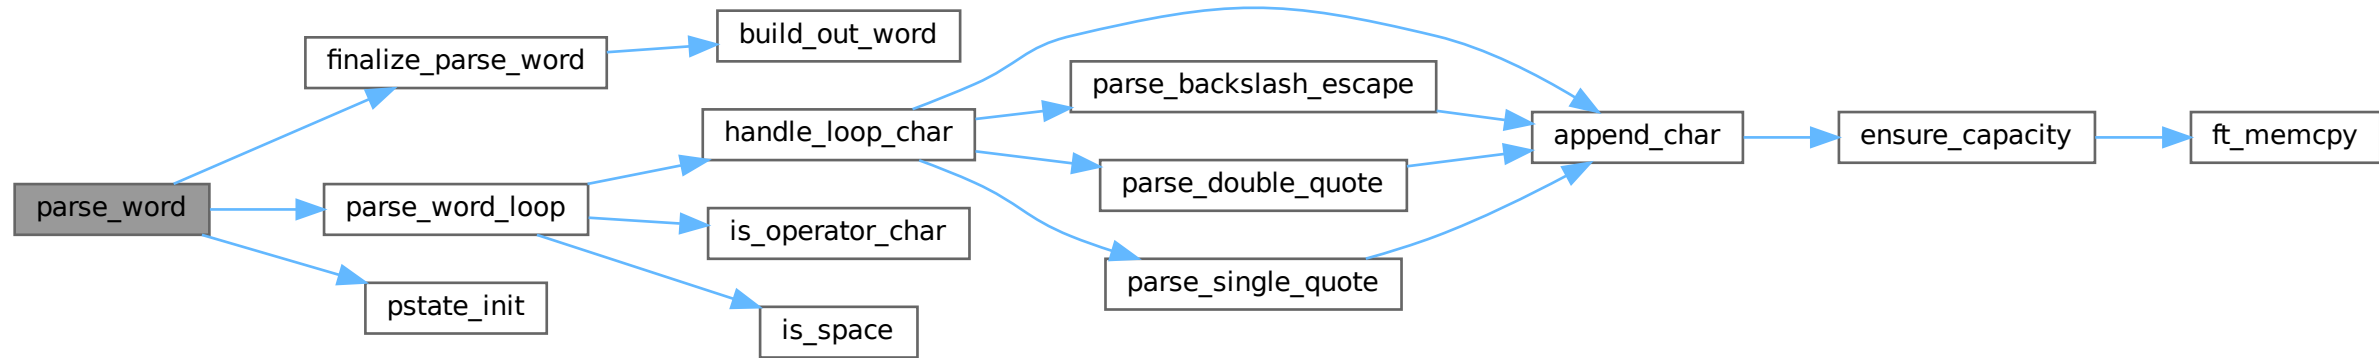 parse_word
finalize_parse_word
build_out_word
parse_word_loop
pstate_init
handle_loop_char
is_operator_char
is_space
parse_backslash_escape
parse_double_quote
parse_single_quote
append_char
ensure_capacity
ft_memcpy